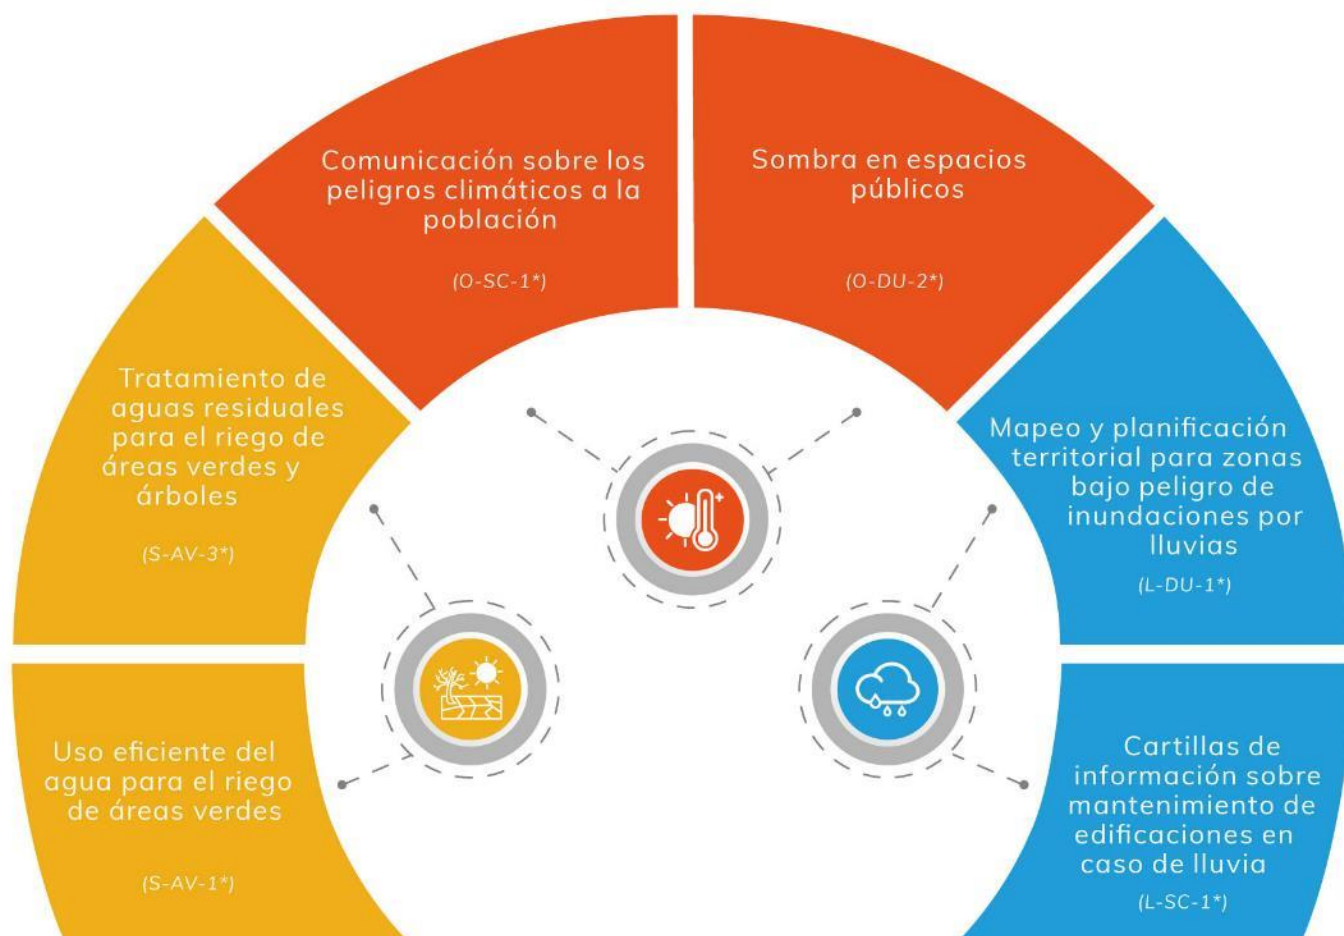 Comunicación sobre los
peligros climáticos a la
población
(O-SC-1*)
Sombra en espacios
públicos
(O-DU-2*)
Tratamiento de
aguas residuales
para el riego de
áreas verdes y
árboles
(S-AV-3*)
Mapeo y planificación
territorial para zonas
bajo peligro de
inundaciones por
lluvias
(L-DU-1*)
Uso eficiente del
agua para el riego
de áreas verdes
(S-AV-1*)
Cartillas de
información sobre
mantenimiento de
edificaciones en
caso de lluvia
(L-SC-1*)